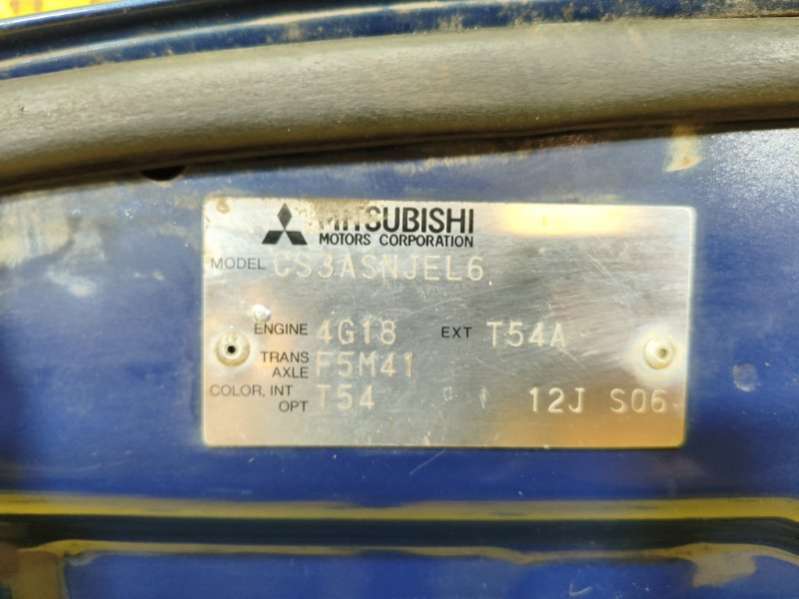 MITSUBISHI
MOTORS CORPORATION
MODEL CS3ASNJEL6
ENGINE 4G18 EXT T54A
TRANS
AXLE F5M41
COLOR, INT
OPT T54 12J S06